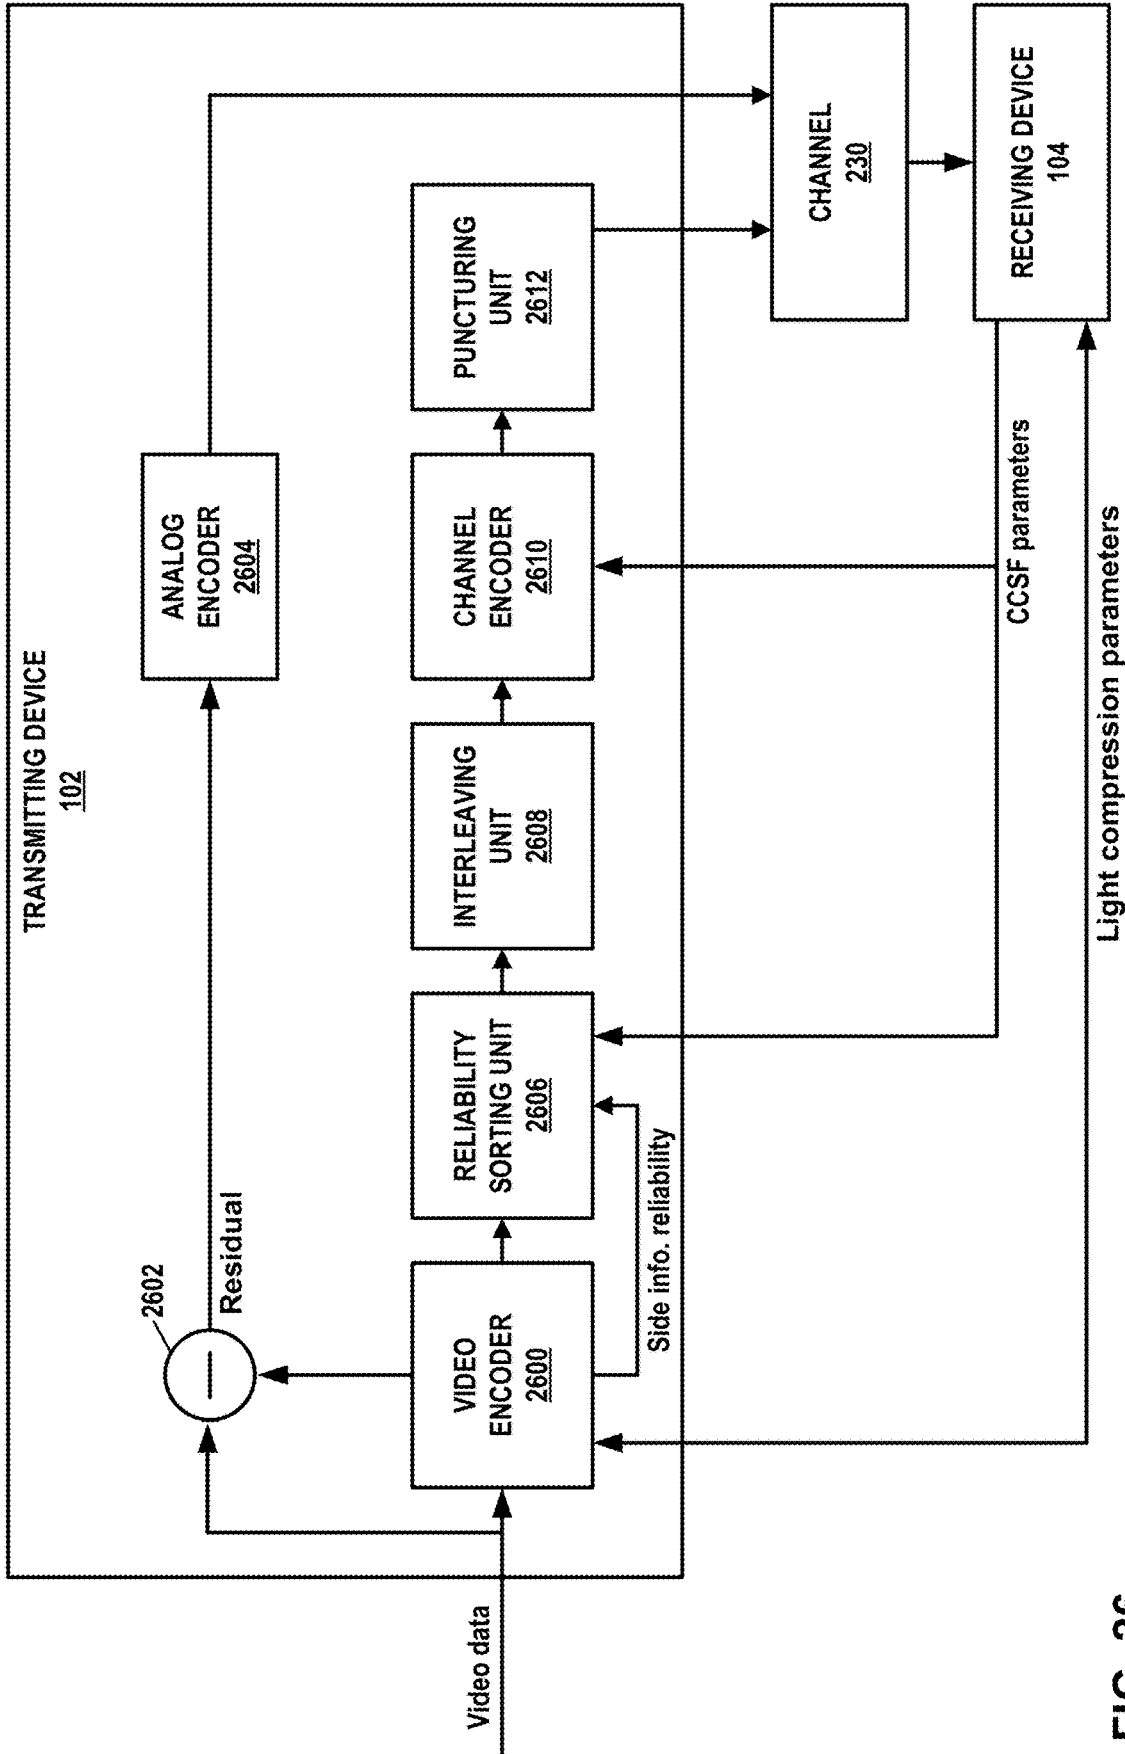 TRANSMITTING DEVICE
102
2602
Residual
ANALOG
ENCODER
2604
Video data
VIDEO
ENCODER
2600
RELIABILITY
SORTING UNIT
2606
INTERLEAVING
UNIT
2608
CHANNEL
ENCODER
2610
PUNCTURING
UNIT
2612
Side info. reliability
CHANNEL
230
RECEIVING DEVICE
104
CCSF parameters
Light compression parameters
FIG. 26